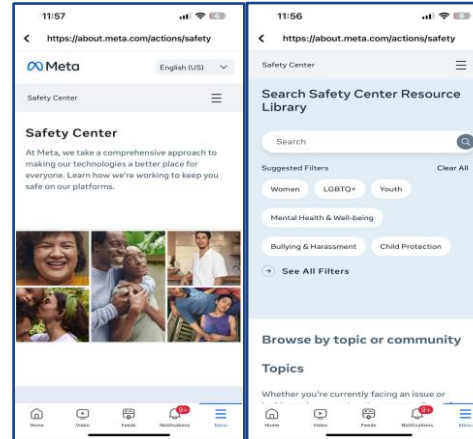 11:57
https://about.meta.com/actions/safety
Meta
English (US)
Safety Center
Safety Center
At Meta, we take a comprehensive approach to
making our technologies a better place for
everyone. Learn how we're working to keep you
safe on our platforms.
Home
Video
Feeds
9+
Notifications
Menu
11:56
https://about.meta.com/actions/safety
Safety Center
Search Safety Center Resource
Library
Search
Suggested Filters
Clear All
Women
LGBTQ+
Youth
Mental Health & Well-being
Bullying & Harassment
Child Protection
See All Filters
Browse by topic or community
Topics
Whether you're currently facing an issue or
Home
Video
Feeds
9+
Notifications
Menu